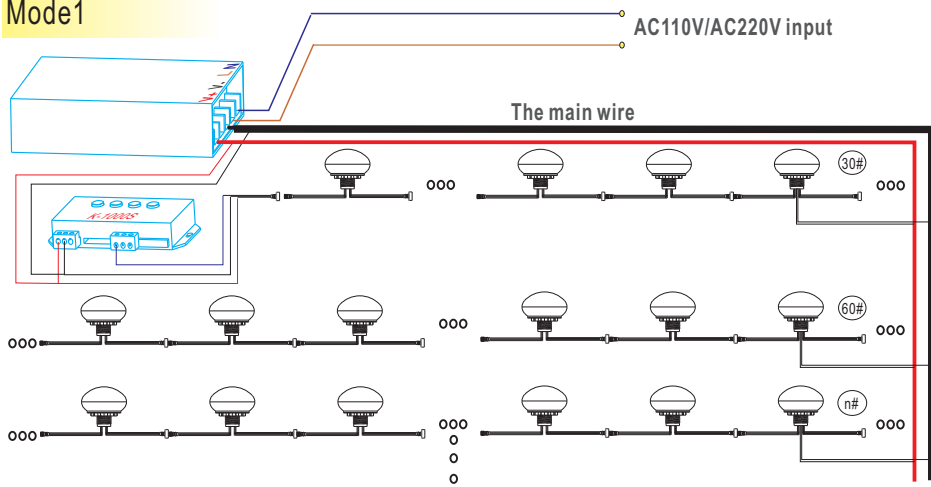 Mode1
AC110V/AC220V input
V+ V- L N
The main wire
30#
K-1000S
60#
n#